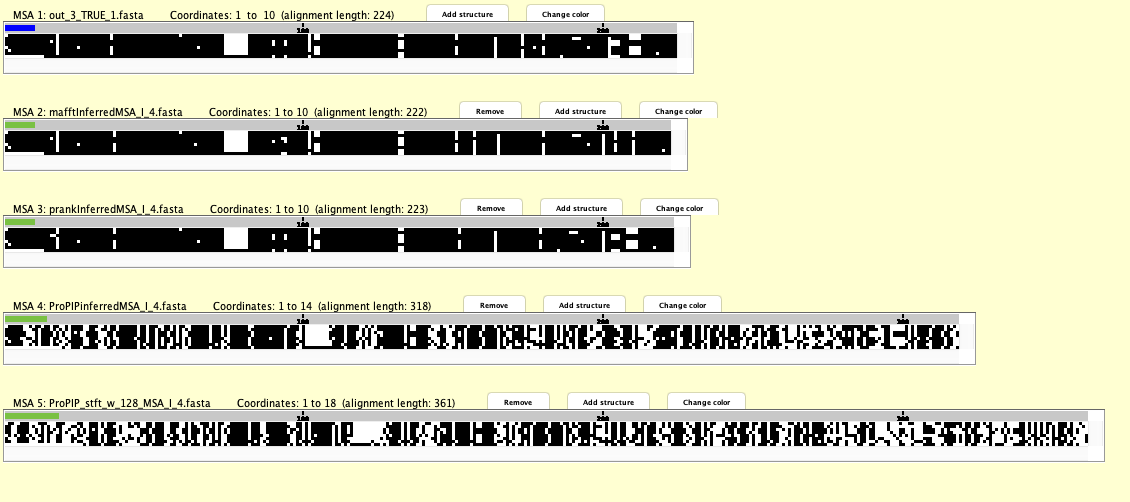 MSA 1: out_3_TRUE_1.fasta Coordinates: 1 to 10 (alignment length: 224) Add structure Change color
100 200
MSA 2: mafftInferredMSA_I_4.fasta Coordinates: 1 to 10 (alignment length: 222) Remove Add structure Change color
100 200
MSA 3: prankInferredMSA_I_4.fasta Coordinates: 1 to 10 (alignment length: 223) Remove Add structure Change color
100 200
MSA 4: ProPIPinferredMSA_I_4.fasta Coordinates: 1 to 14 (alignment length: 318) Remove Add structure Change color
100 200 300
MSA 5: ProPIP_stft_w_128_MSA_I_4.fasta Coordinates: 1 to 18 (alignment length: 361) Remove Add structure Change color
100 200 300